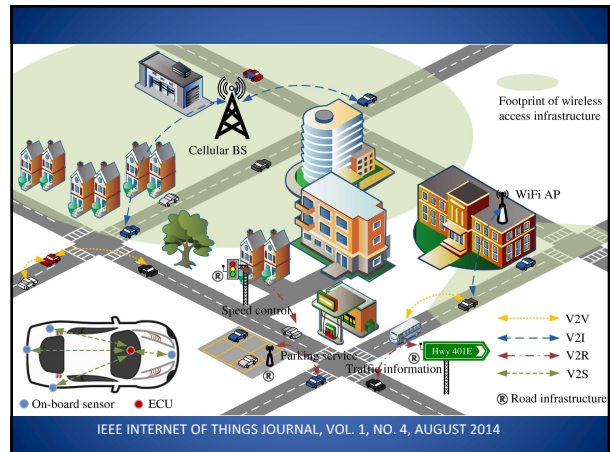 Footprint of wireless
access infrastructure
Cellular BS
WiFi AP
®
Speed control
Parking service
®
Traffic information
®
Hwy 401E
V2V
V2I
V2R
V2S
On-board sensor
ECU
® Road infrastructure
IEEE INTERNET OF THINGS JOURNAL, VOL. 1, NO. 4, AUGUST 2014